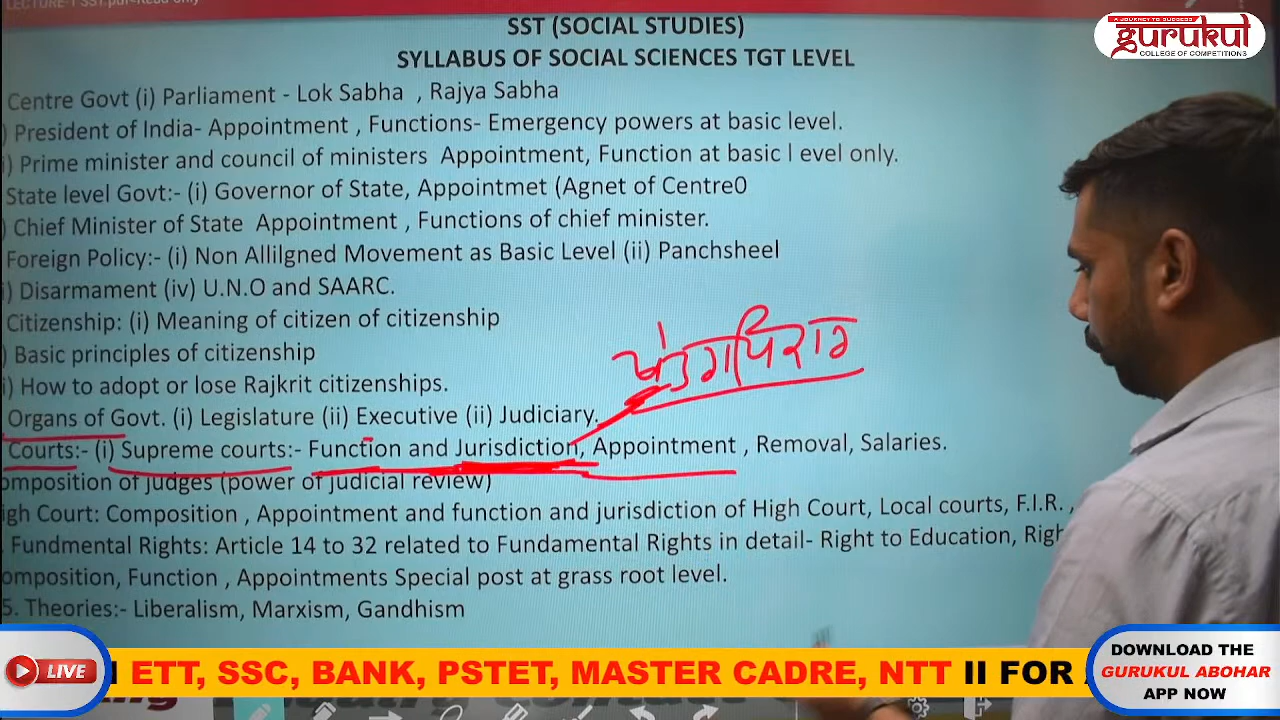 LECTURE-1 SST.pdf-Read only
SST (SOCIAL STUDIES)
SYLLABUS OF SOCIAL SCIENCES TGT LEVEL
A JOURNEY TO SUCCESS
gurukul
COLLEGE OF COMPETITIONS
Centre Govt (i) Parliament - Lok Sabha , Rajya Sabha
) President of India- Appointment , Functions- Emergency powers at basic level.
i) Prime minister and council of ministers Appointment, Function at basic l evel only.
State level Govt:- (i) Governor of State, Appointmet (Agnet of Centre0
) Chief Minister of State Appointment , Functions of chief minister.
Foreign Policy:- (i) Non Allilgned Movement as Basic Level (ii) Panchsheel
i) Disarmament (iv) U.N.O and SAARC.
Citizenship: (i) Meaning of citizen of citizenship
) Basic principles of citizenship
i) How to adopt or lose Rajkrit citizenships.
Organs of Govt. (i) Legislature (ii) Executive (ii) Judiciary.
Courts:- (i) Supreme courts:- Function and Jurisdiction, Appointment , Removal, Salaries.
omposition of judges (power of judicial review)
igh Court: Composition , Appointment and function and jurisdiction of High Court, Local courts, F.I.R. ,
Fundmental Rights: Article 14 to 32 related to Fundamental Rights in detail- Right to Education, Righ
omposition, Function , Appointments Special post at grass root level.
5. Theories:- Liberalism, Marxism, Gandhism
LIVE
ETT, SSC, BANK, PSTET, MASTER CADRE, NTT II FOR
DOWNLOAD THE
GURUKUL ABOHAR
APP NOW